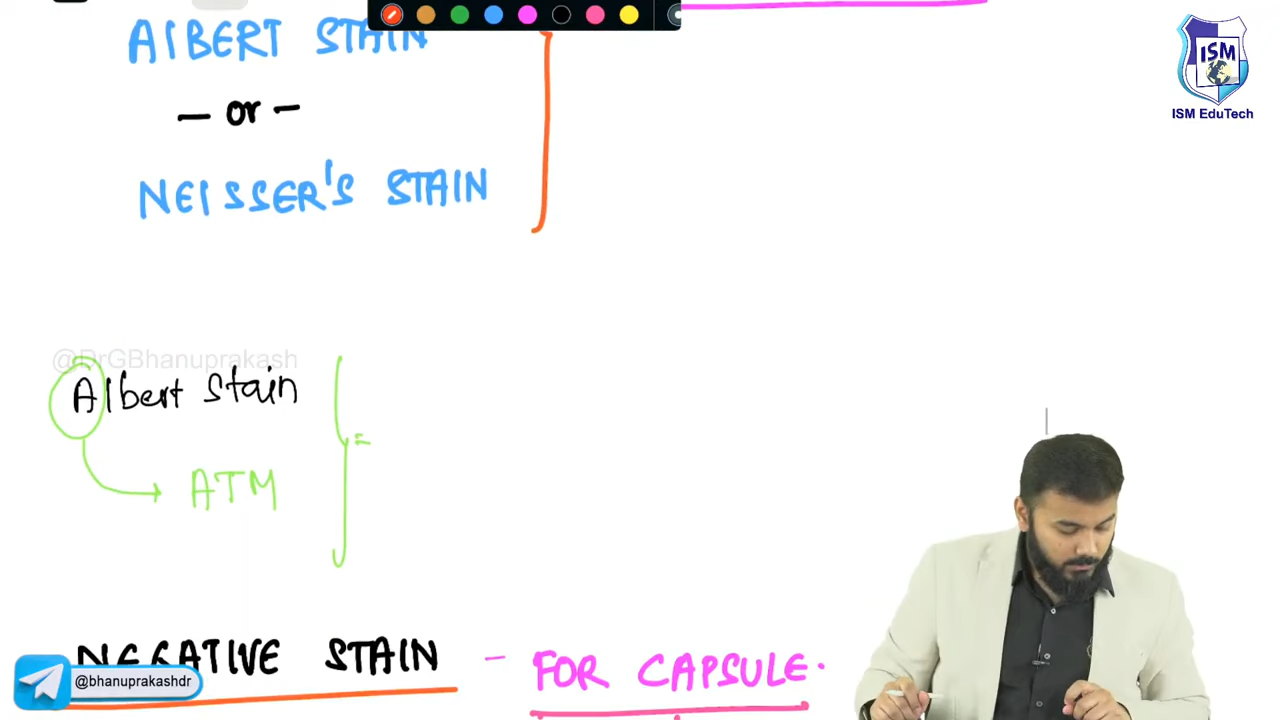 AlBERT STAIN
ISM
ISM EduTech
- or -
NEISSER'S STAIN
@DrGBhanuprakash
Albert Stain
=
ATM
NEGATIVE STAIN - FOR CAPSULE.
@bhanuprakashdr